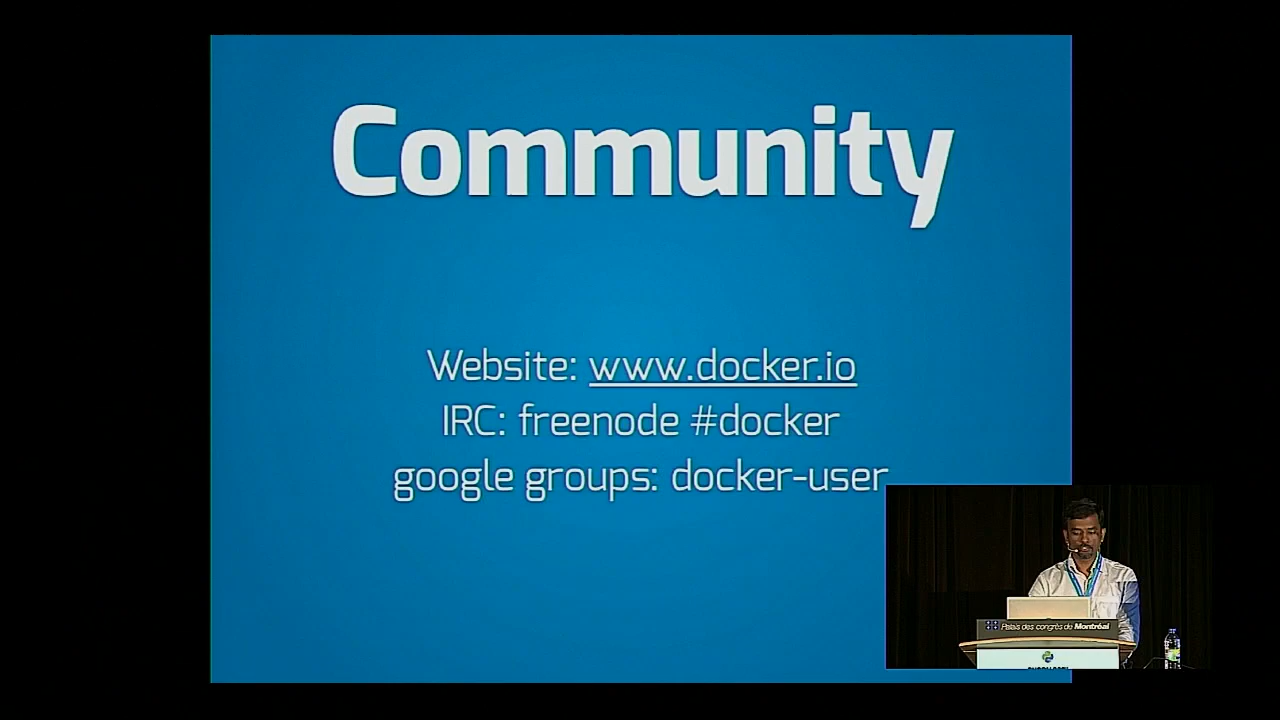 Community
Website: www.docker.io
IRC: freenode #docker
google groups: docker-user
Palais des congrès de Montréal